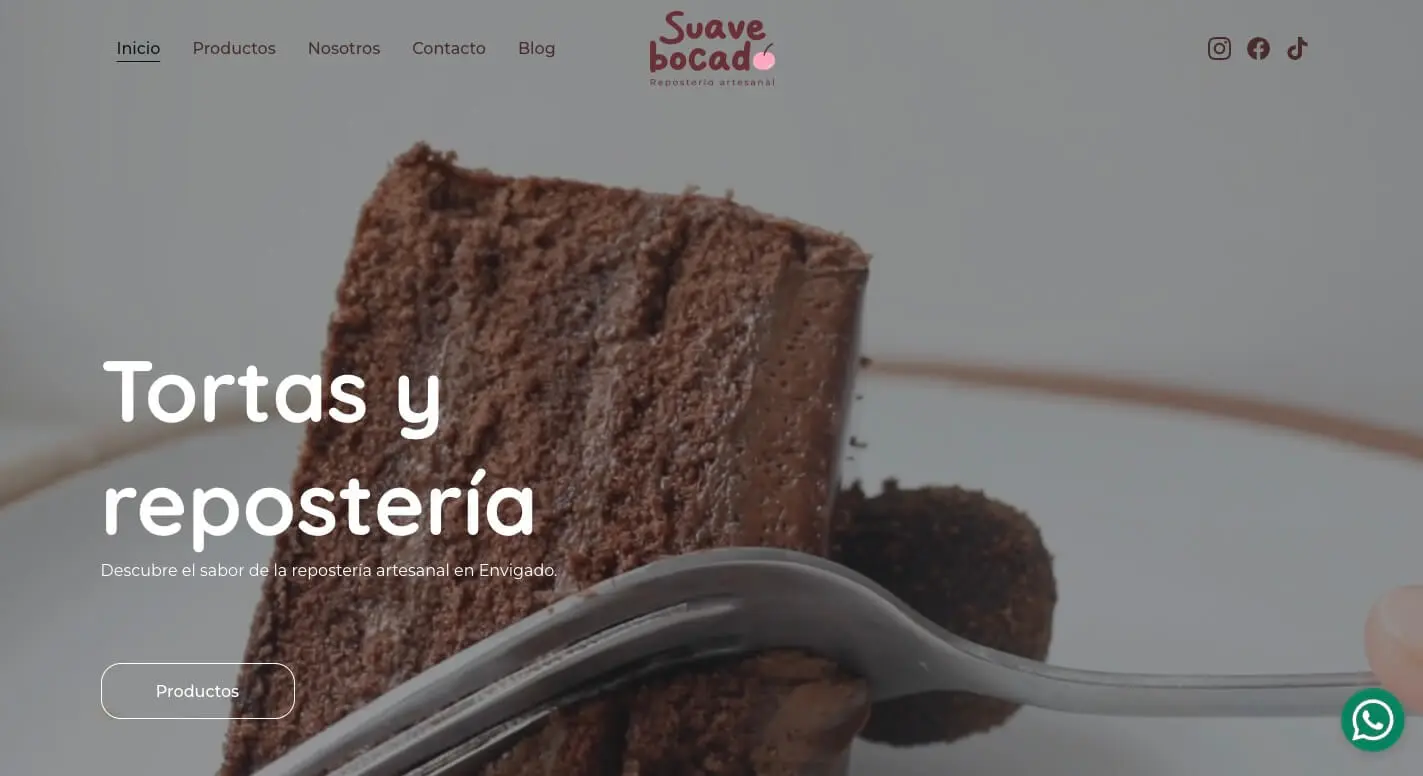 Inicio Productos Nosotros Contacto Blog
Suave
bocado
Repostería artesanal
Tortas y
repostería
Descubre el sabor de la repostería artesanal en Envigado.
Productos